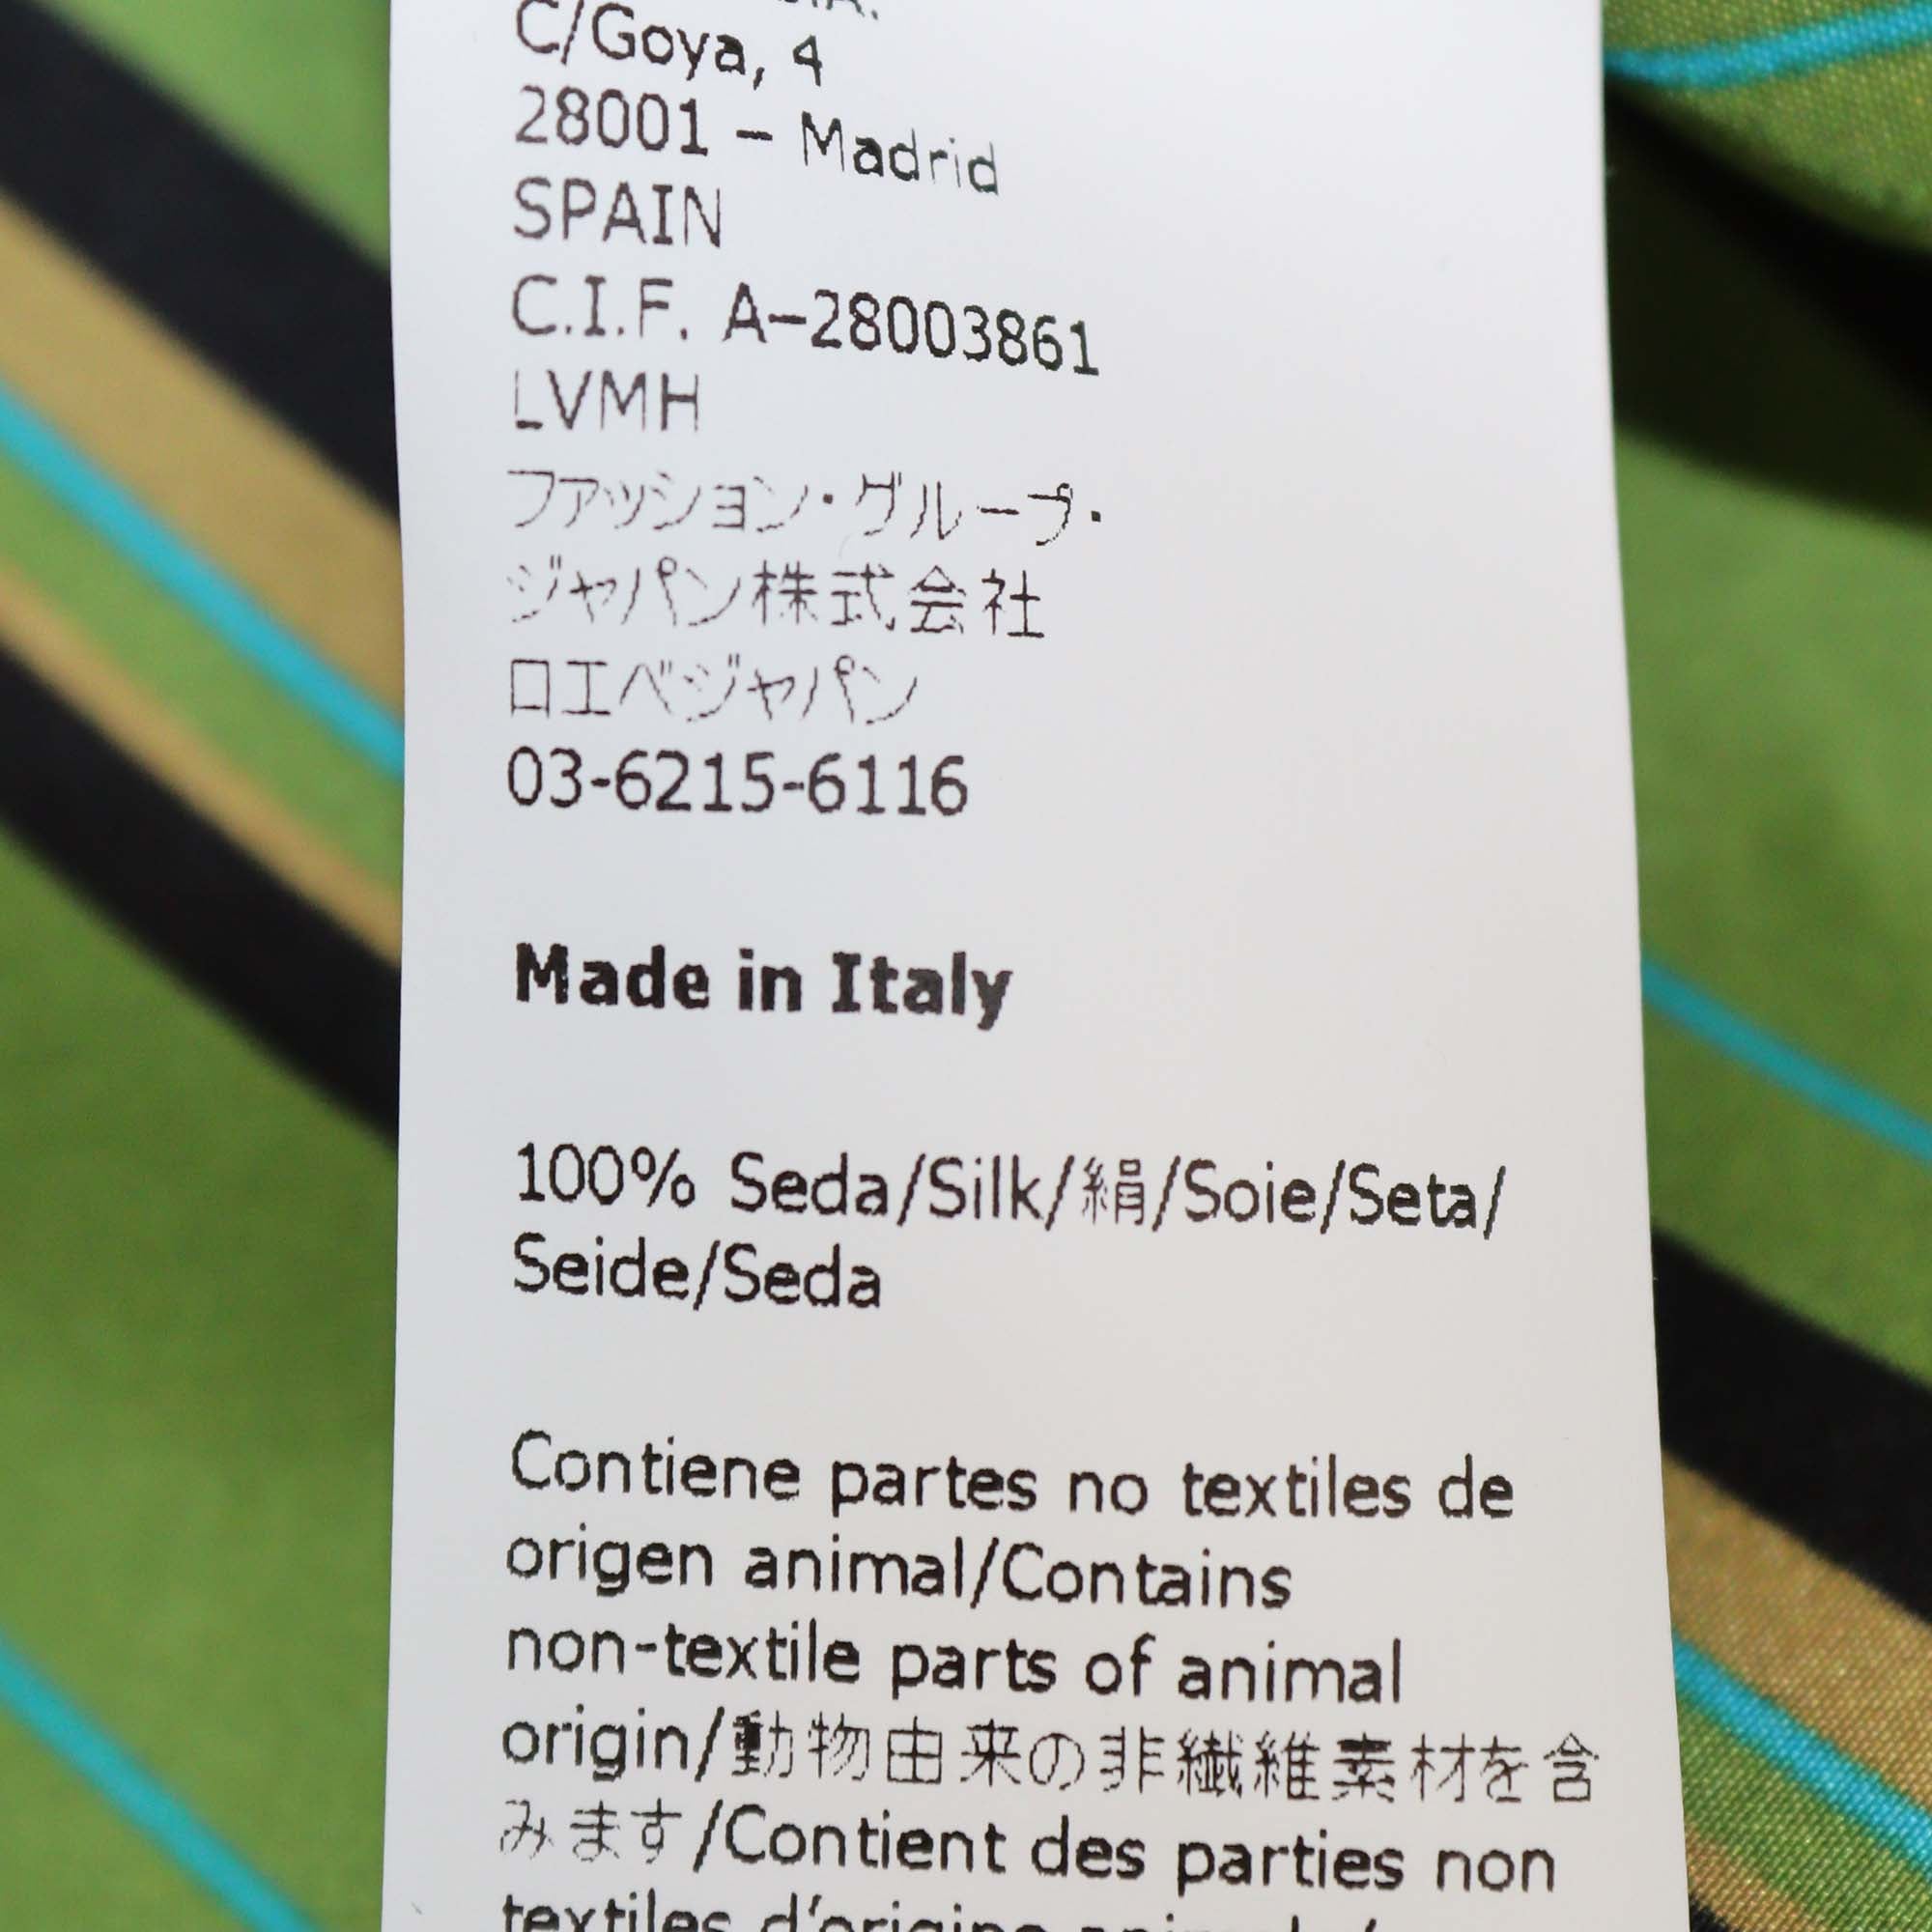 C/Goya, 4
28001 – Madrid
SPAIN
C.I.F. A–28003861
LVMH
ファッション・グループ・
ジャパン株式会社
ロエベジャパン
03-6215-6116
Made in Italy
100% Seda/Silk/絹/Soie/Seta/
Seide/Seda
Contiene partes no textiles de
origen animal/Contains
non-textile parts of animal
origin/動物由来の非繊維素材を含
みます/Contient des parties non
textiles d'origine